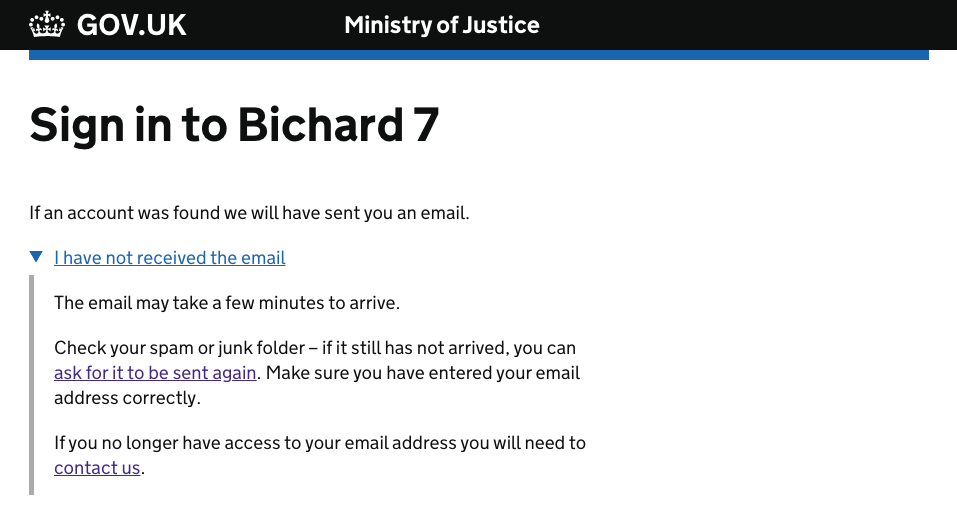 GOV.UK Ministry of Justice
Sign in to Bichard 7
If an account was found we will have sent you an email.
I have not received the email
The email may take a few minutes to arrive.
Check your spam or junk folder – if it still has not arrived, you can
ask for it to be sent again. Make sure you have entered your email
address correctly.
If you no longer have access to your email address you will need to
contact us.